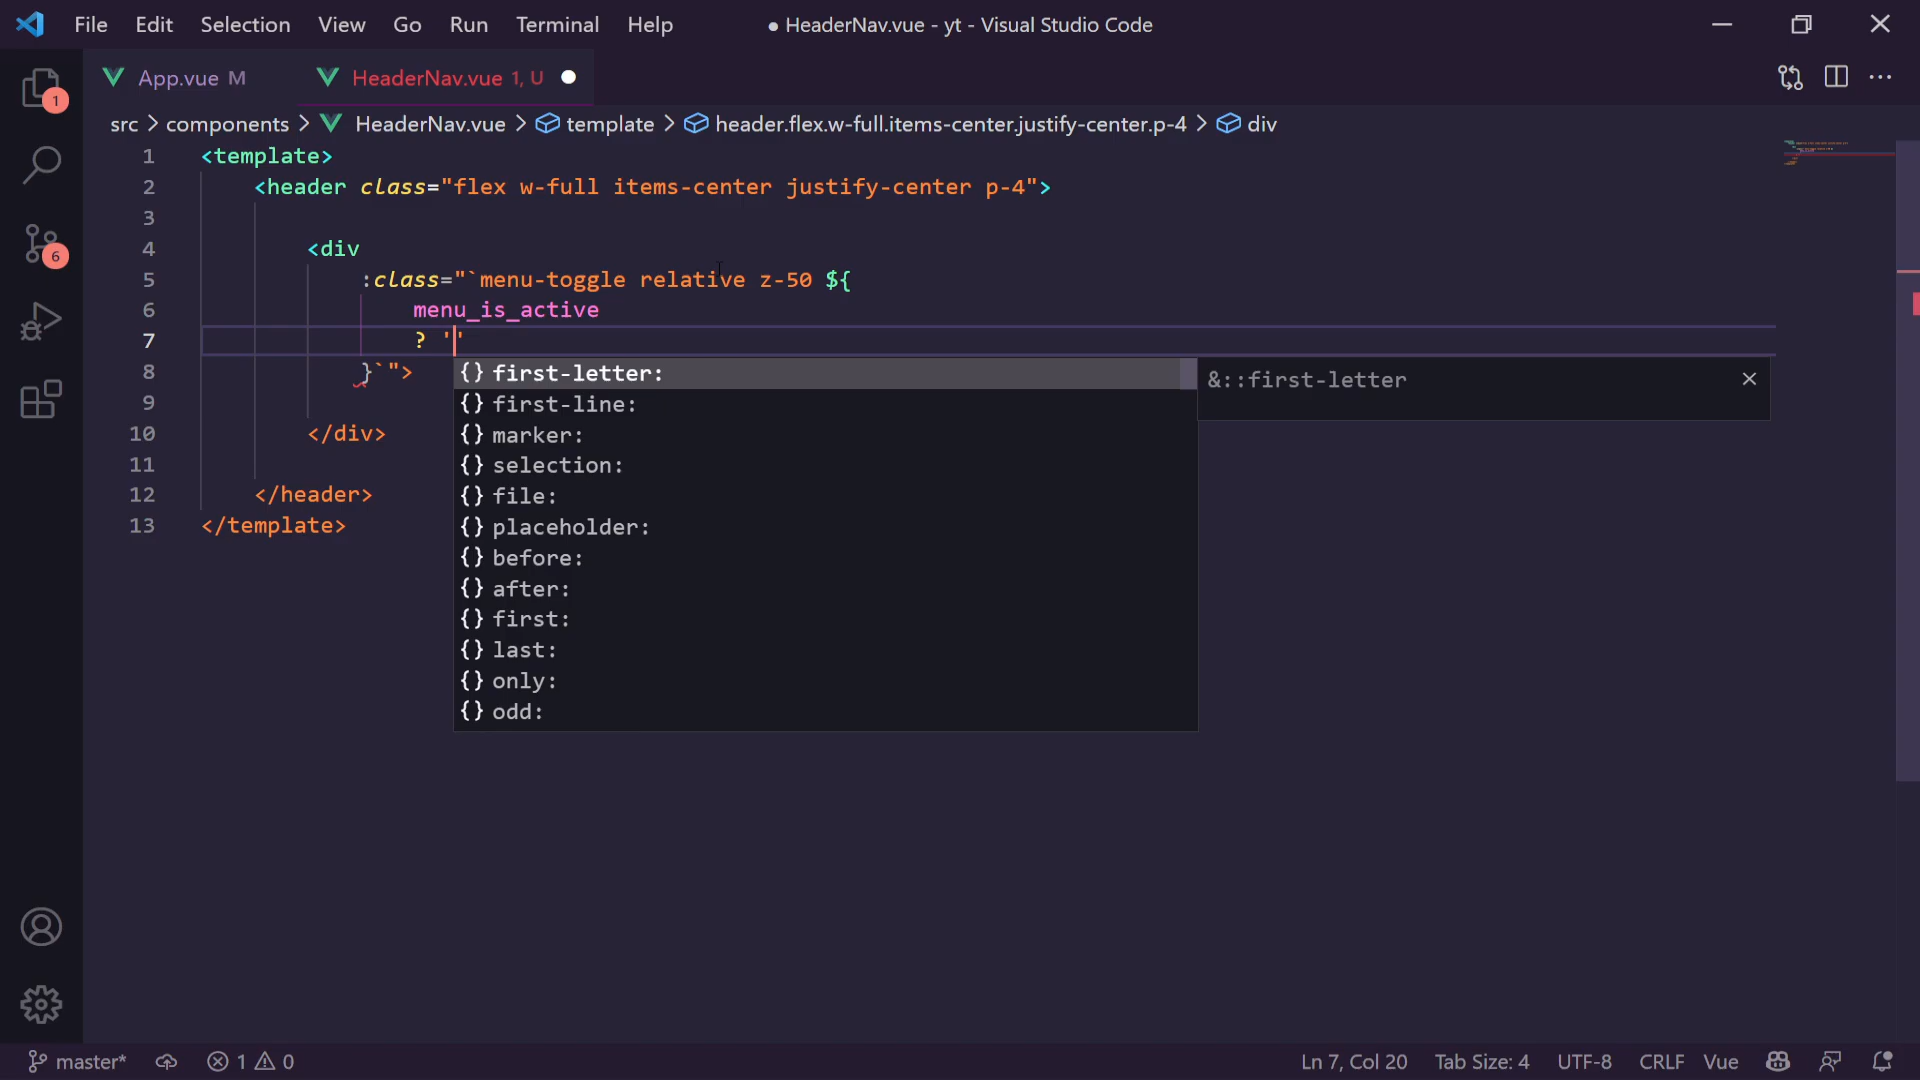 File Edit Selection View Go Run Terminal Help
● HeaderNav.vue - yt - Visual Studio Code
App.vue M
HeaderNav.vue 1, U
src > components > HeaderNav.vue > template > header.flex.w-full.items-center.justify-center.p-4 > div
1 <template>
2 <header class="flex w-full items-center justify-center p-4">
3
4 <div
5 :class="`menu-toggle relative z-50 ${
6 menu_is_active
7 ? ''
8 }`">
9
10 </div>
11
12 </header>
13 </template>
{} first-letter:
&::first-letter
{} first-line:
{} marker:
{} selection:
{} file:
{} placeholder:
{} before:
{} after:
{} first:
{} last:
{} only:
{} odd:
1
6
master*
1
0
Ln 7, Col 20
Tab Size: 4
UTF-8
CRLF
Vue